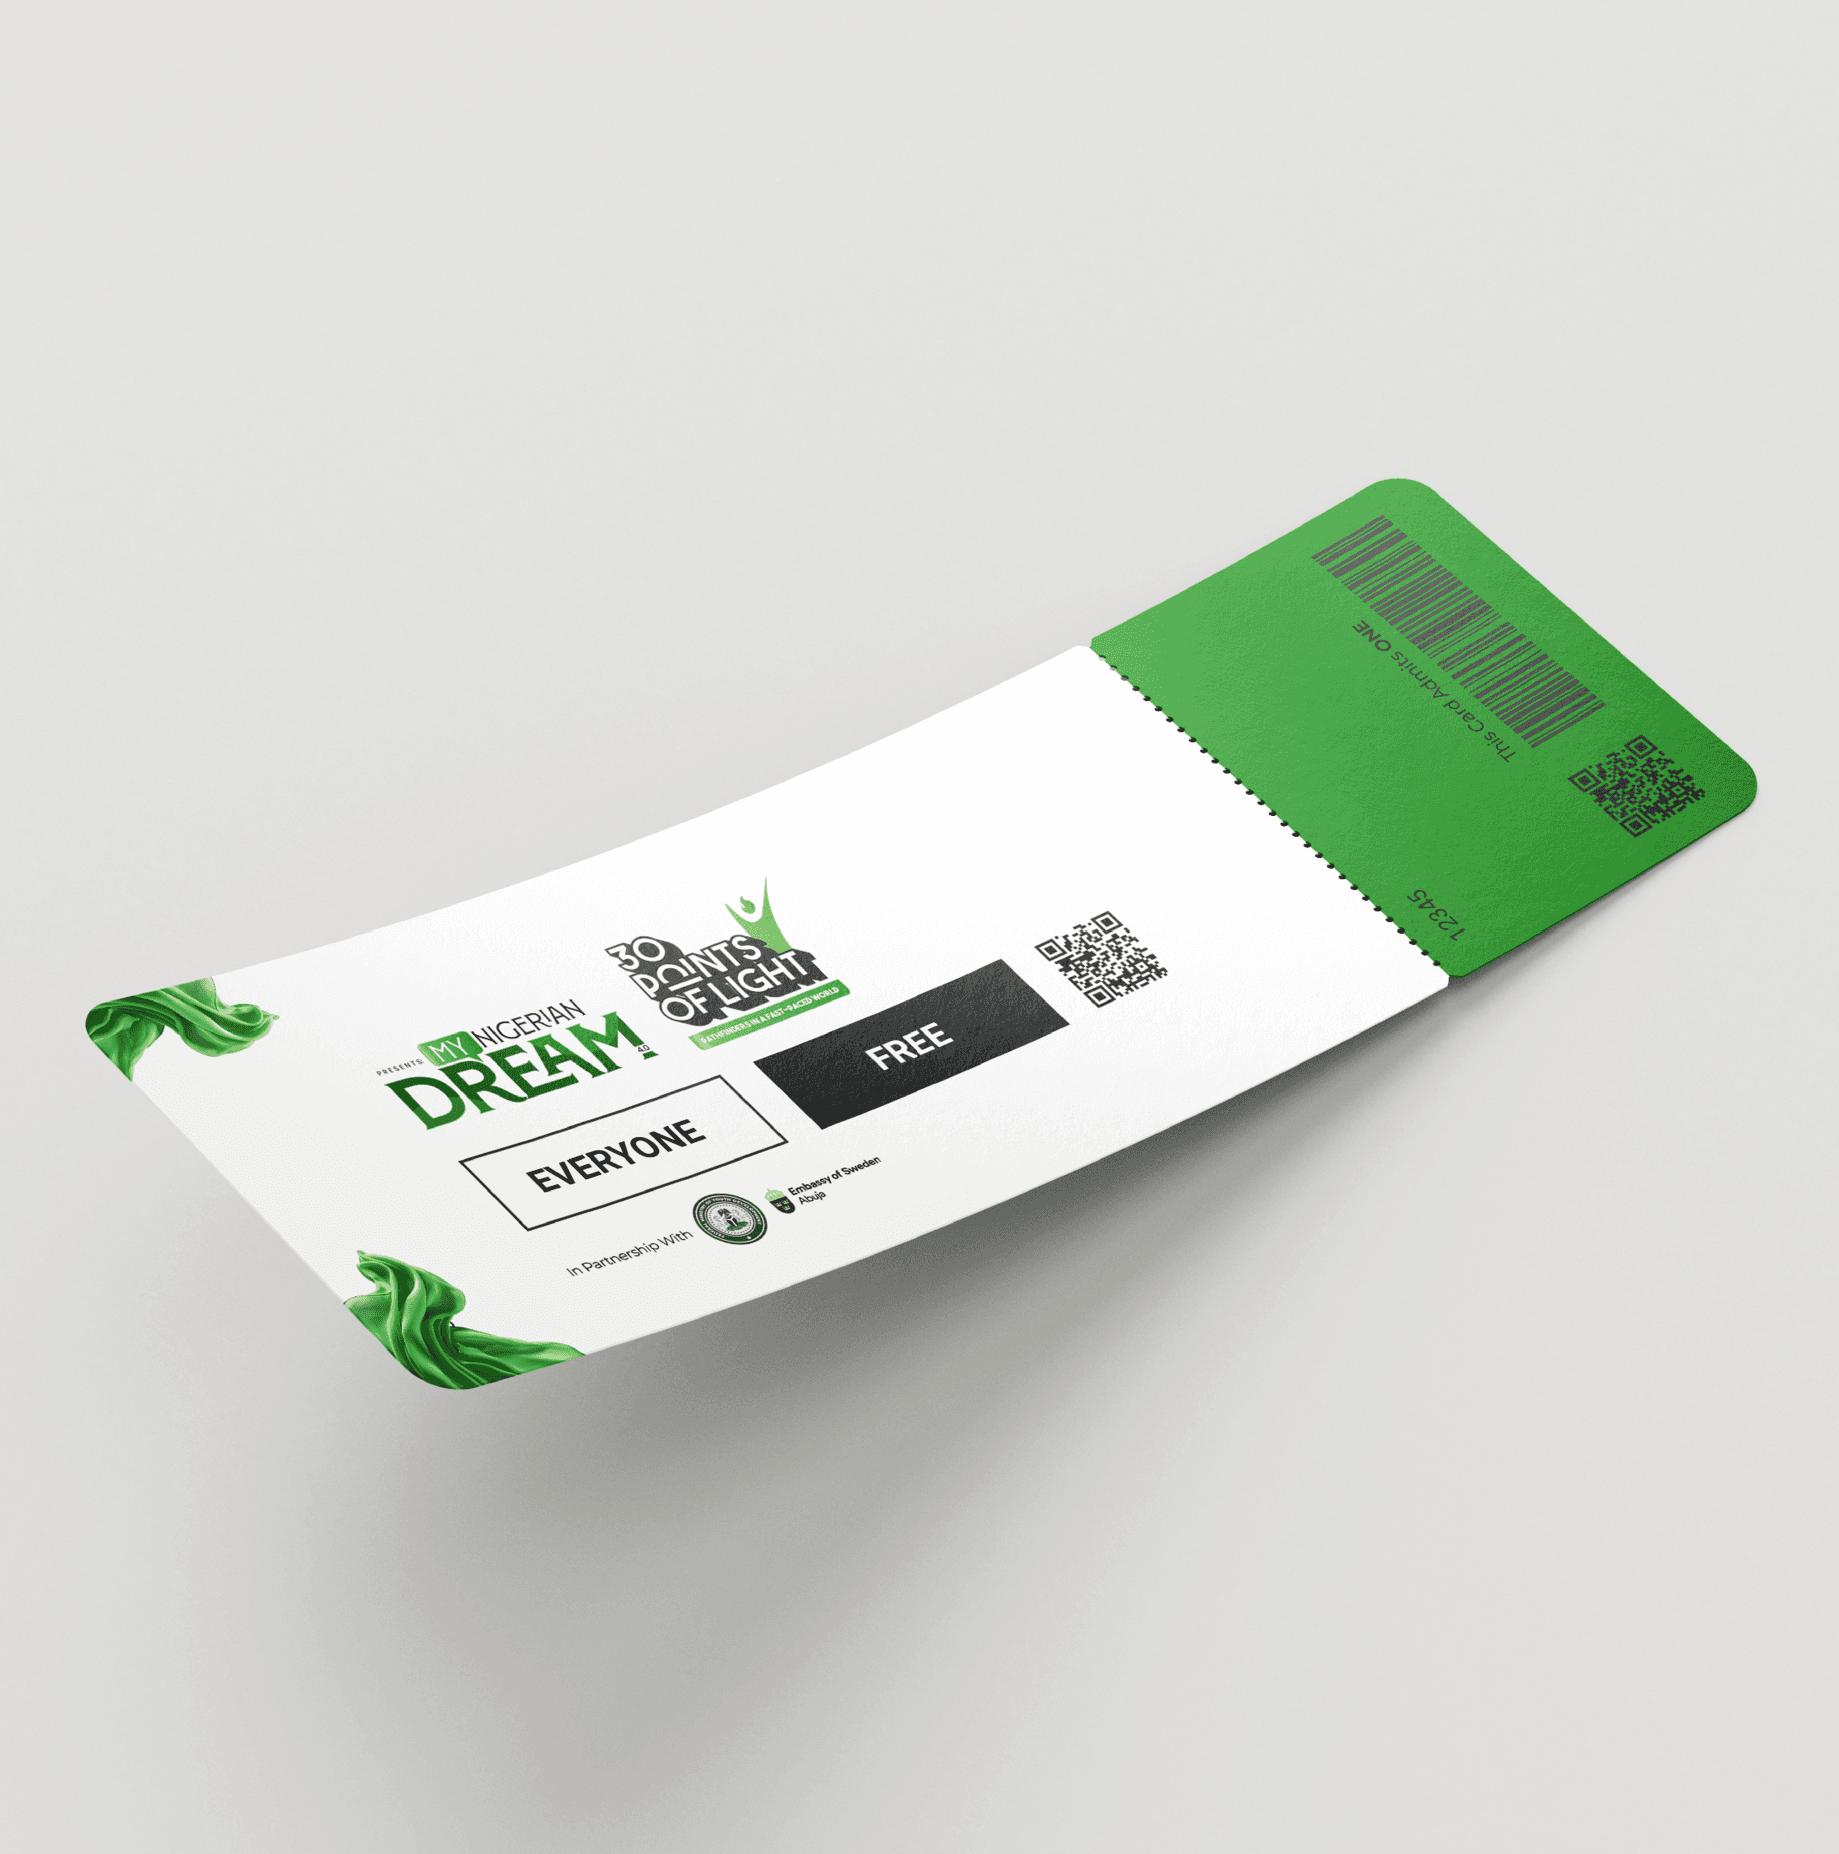 PRESENTS:
MY NIGERIAN
DREAM
4.0
30
POINTS
OF LIGHT
PATHFINDERS IN A FAST-PACED WORLD
EVERYONE
FREE
In Partnership With
Embassy of Sweden
Abuja
This Card Admits ONE
12345